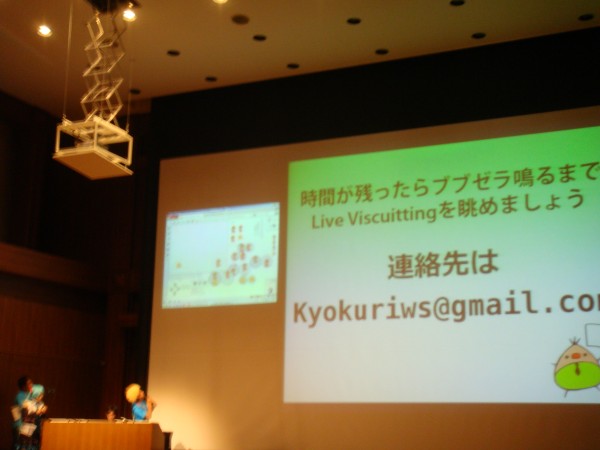 時間が残ったらブブゼラ鳴るまで
Live Viscuittingを眺めましょう
連絡先は
Kyokuriws@gmail.com